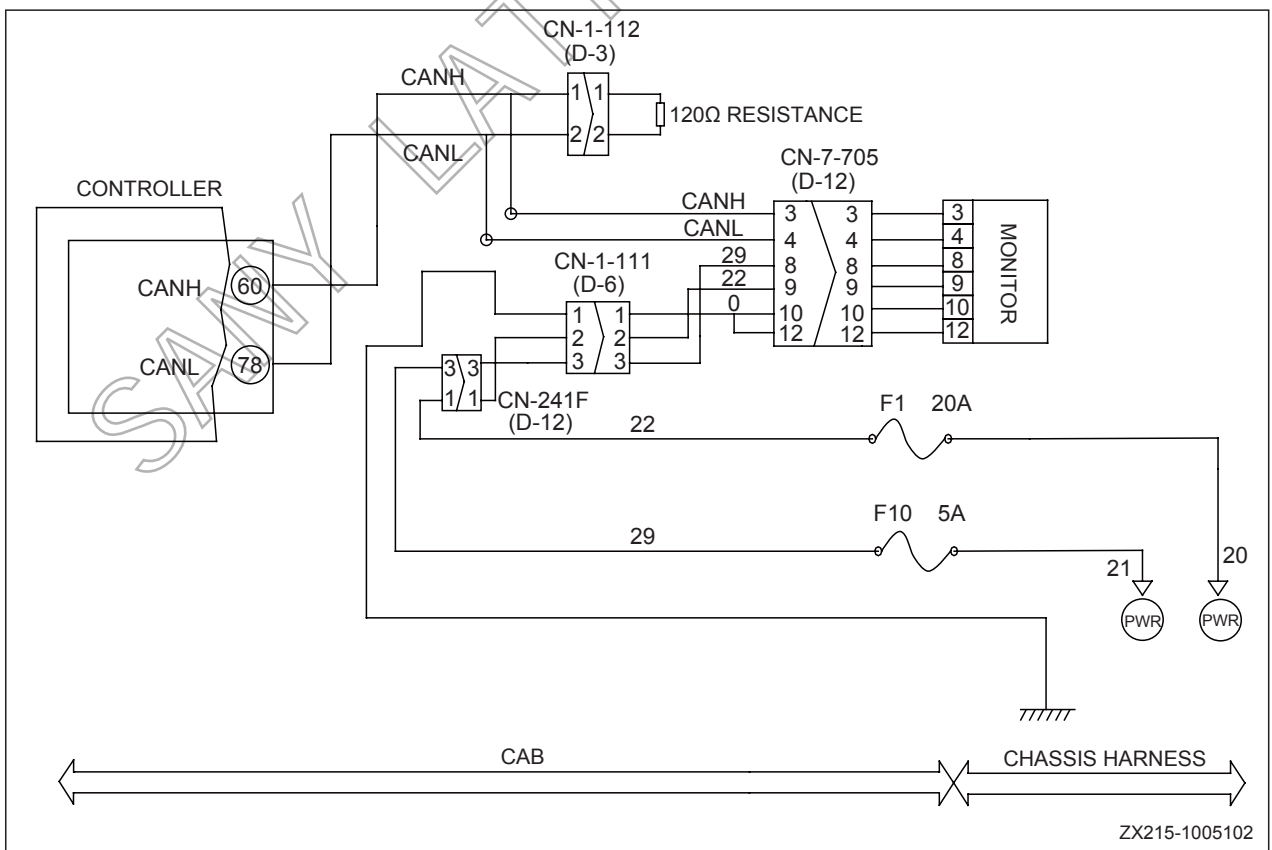 CN-1-112
(D-3)
CANH
1 1
2 2
120Ω RESISTANCE
CANL
CN-7-705
(D-12)
CONTROLLER
CANH
3 3 3
CANL
4 4 4
29
8 8 8
22
9 9 9
0
10 10 10
12 12 12
MONITOR
CN-1-111
(D-6)
1 1
2 2
3 3
CANH 60
CANL 78
3 3
1 1
CN-241F
(D-12)
22
F1 20A
29
F10 5A
21
20
PWR
PWR
CAB
CHASSIS HARNESS
ZX215-1005102
SANY LAT